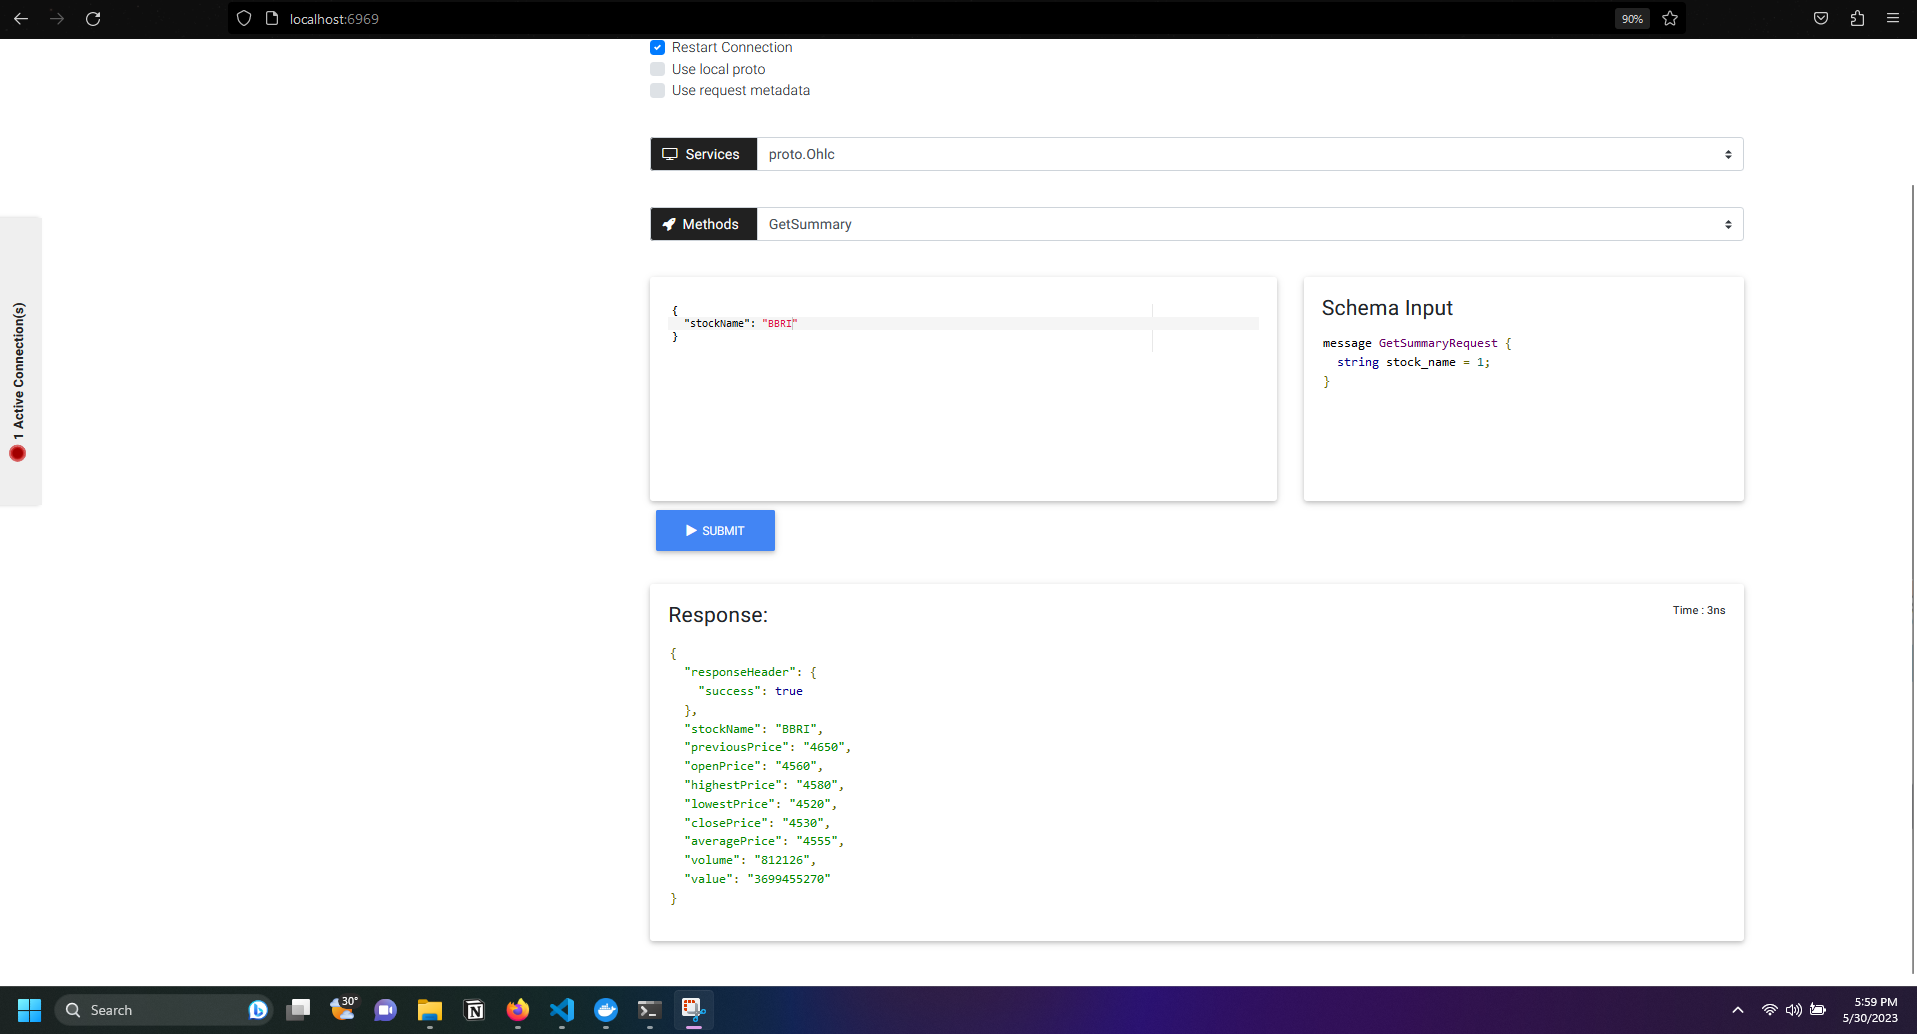 localhost:6969
90%
Restart Connection
Use local proto
Use request metadata
Services
proto.Ohlc
Methods
GetSummary
1 Active Connection(s)
{
"stockName": "BBRI"
}
Schema Input
message GetSummaryRequest {
string stock_name = 1;
}
SUBMIT
Response:
Time : 3ns
{
"responseHeader": {
"success": true
},
"stockName": "BBRI",
"previousPrice": "4650",
"openPrice": "4560",
"highestPrice": "4580",
"lowestPrice": "4520",
"closePrice": "4530",
"averagePrice": "4555",
"volume": "812126",
"value": "3699455270"
}
Search
30°
5:59 PM
5/30/2023